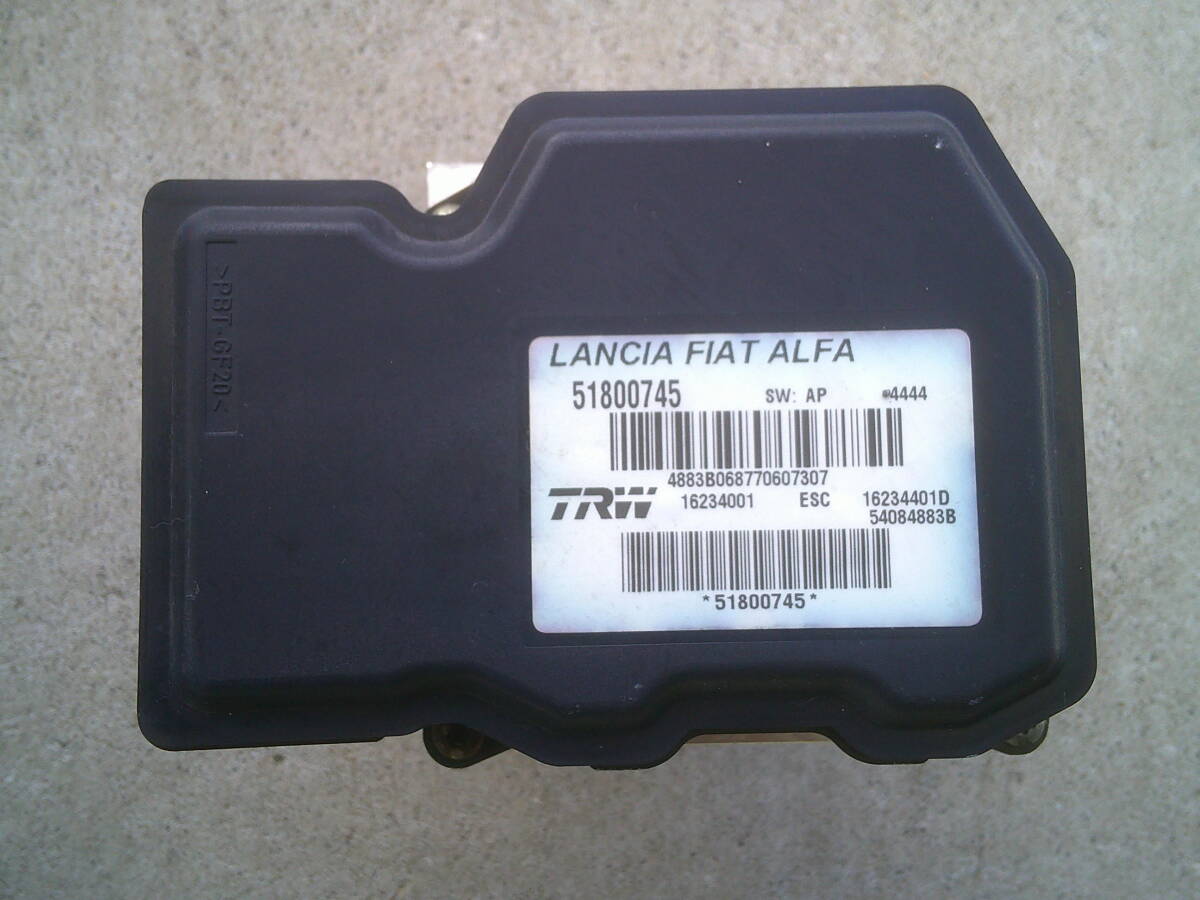 >PBT-GF20<
LANCIA FIAT ALFA
51800745 SW: AP 4444
4883B068770607307
TRW 16234001 ESC 16234401D
54084883B
*51800745*